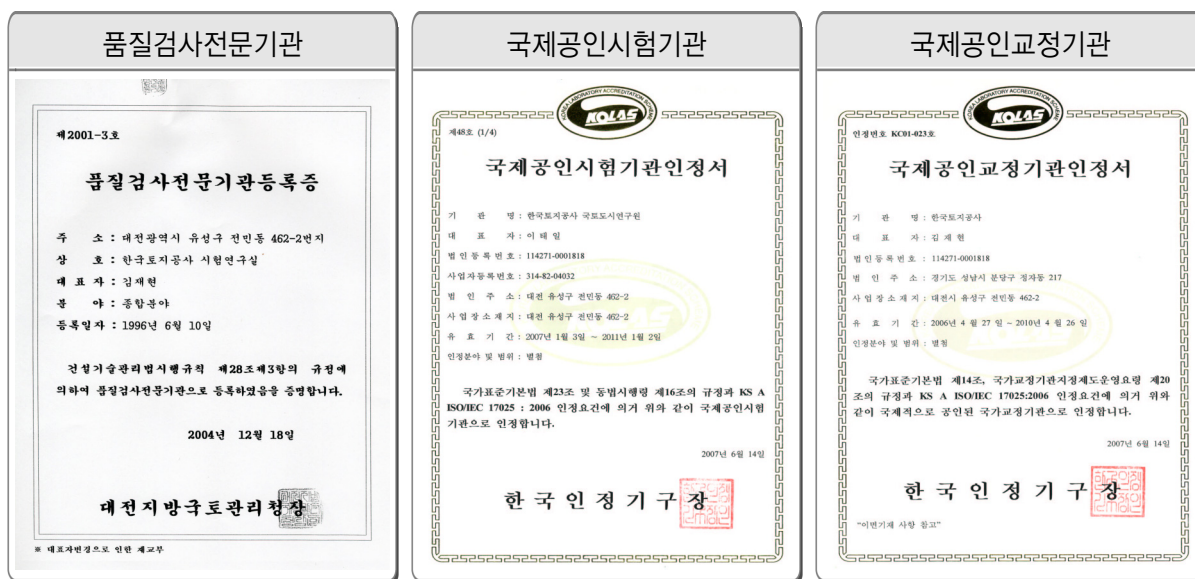 품질검사전문기관
제2001-3호
품질검사전문기관등록증
주 소 : 대전광역시 유성구 전민동 462-2번지
상 호 : 한국토지공사 시험연구실
대 표 자 : 김재현
분 야 : 종합분야
등록일자 : 1996년 6월 10일
건설기술관리법시행규칙 제28조제3항의 규정에
의하여 품질검사전문기관으로 등록하였음을 증명합니다.
2004년 12월 18일
대전지방국토관리청장
※ 대표자변경으로 인한 재교부
국제공인시험기관
KOREA LABORATORY ACCREDITATION SCHEME
KOLAS
제48호 (1/4)
국제공인시험기관인정서
기 관 명 : 한국토지공사 국토도시연구원
대 표 자 : 이태일
법인등록번호 : 114271-0001818
사업자등록번호 : 314-82-04032
법 인 주 소 : 대전 유성구 전민동 462-2
사업장소재지 : 대전 유성구 전민동 462-2
유 효 기 간 : 2007년 1월 3일 ~ 2011년 1월 2일
인정분야 및 범위 : 별첨
국가표준기본법 제23조 및 동법시행령 제16조의 규정과 KS A
ISO/IEC 17025 : 2006 인정요건에 의거 위와 같이 국제공인시험
기관으로 인정합니다.
2007년 6월 14일
한국인정기구장
국제공인교정기관
KOREA LABORATORY ACCREDITATION SCHEME
KOLAS
인정번호 KC01-023호
국제공인교정기관인정서
기 관 명 : 한국토지공사
대 표 자 : 김재현
법인등록번호 : 114271-0001818
법 인 주 소 : 경기도 성남시 분당구 정자동 217
사업장소재지 : 대전시 유성구 전민동 462-2
유 효 기 간 : 2006년 4월 27일 ~ 2010년 4월 26일
인정분야 및 범위 : 별첨
국가표준기본법 제14조, 국가교정기관지정제도운영요령 제20
조의 규정과 KS A ISO/IEC 17025:2006 인정요건에 의거 위와
같이 국제적으로 공인된 국가교정기관으로 인정합니다.
2007년 6월 14일
한국인정기구장
"이면기재 사항 참고"